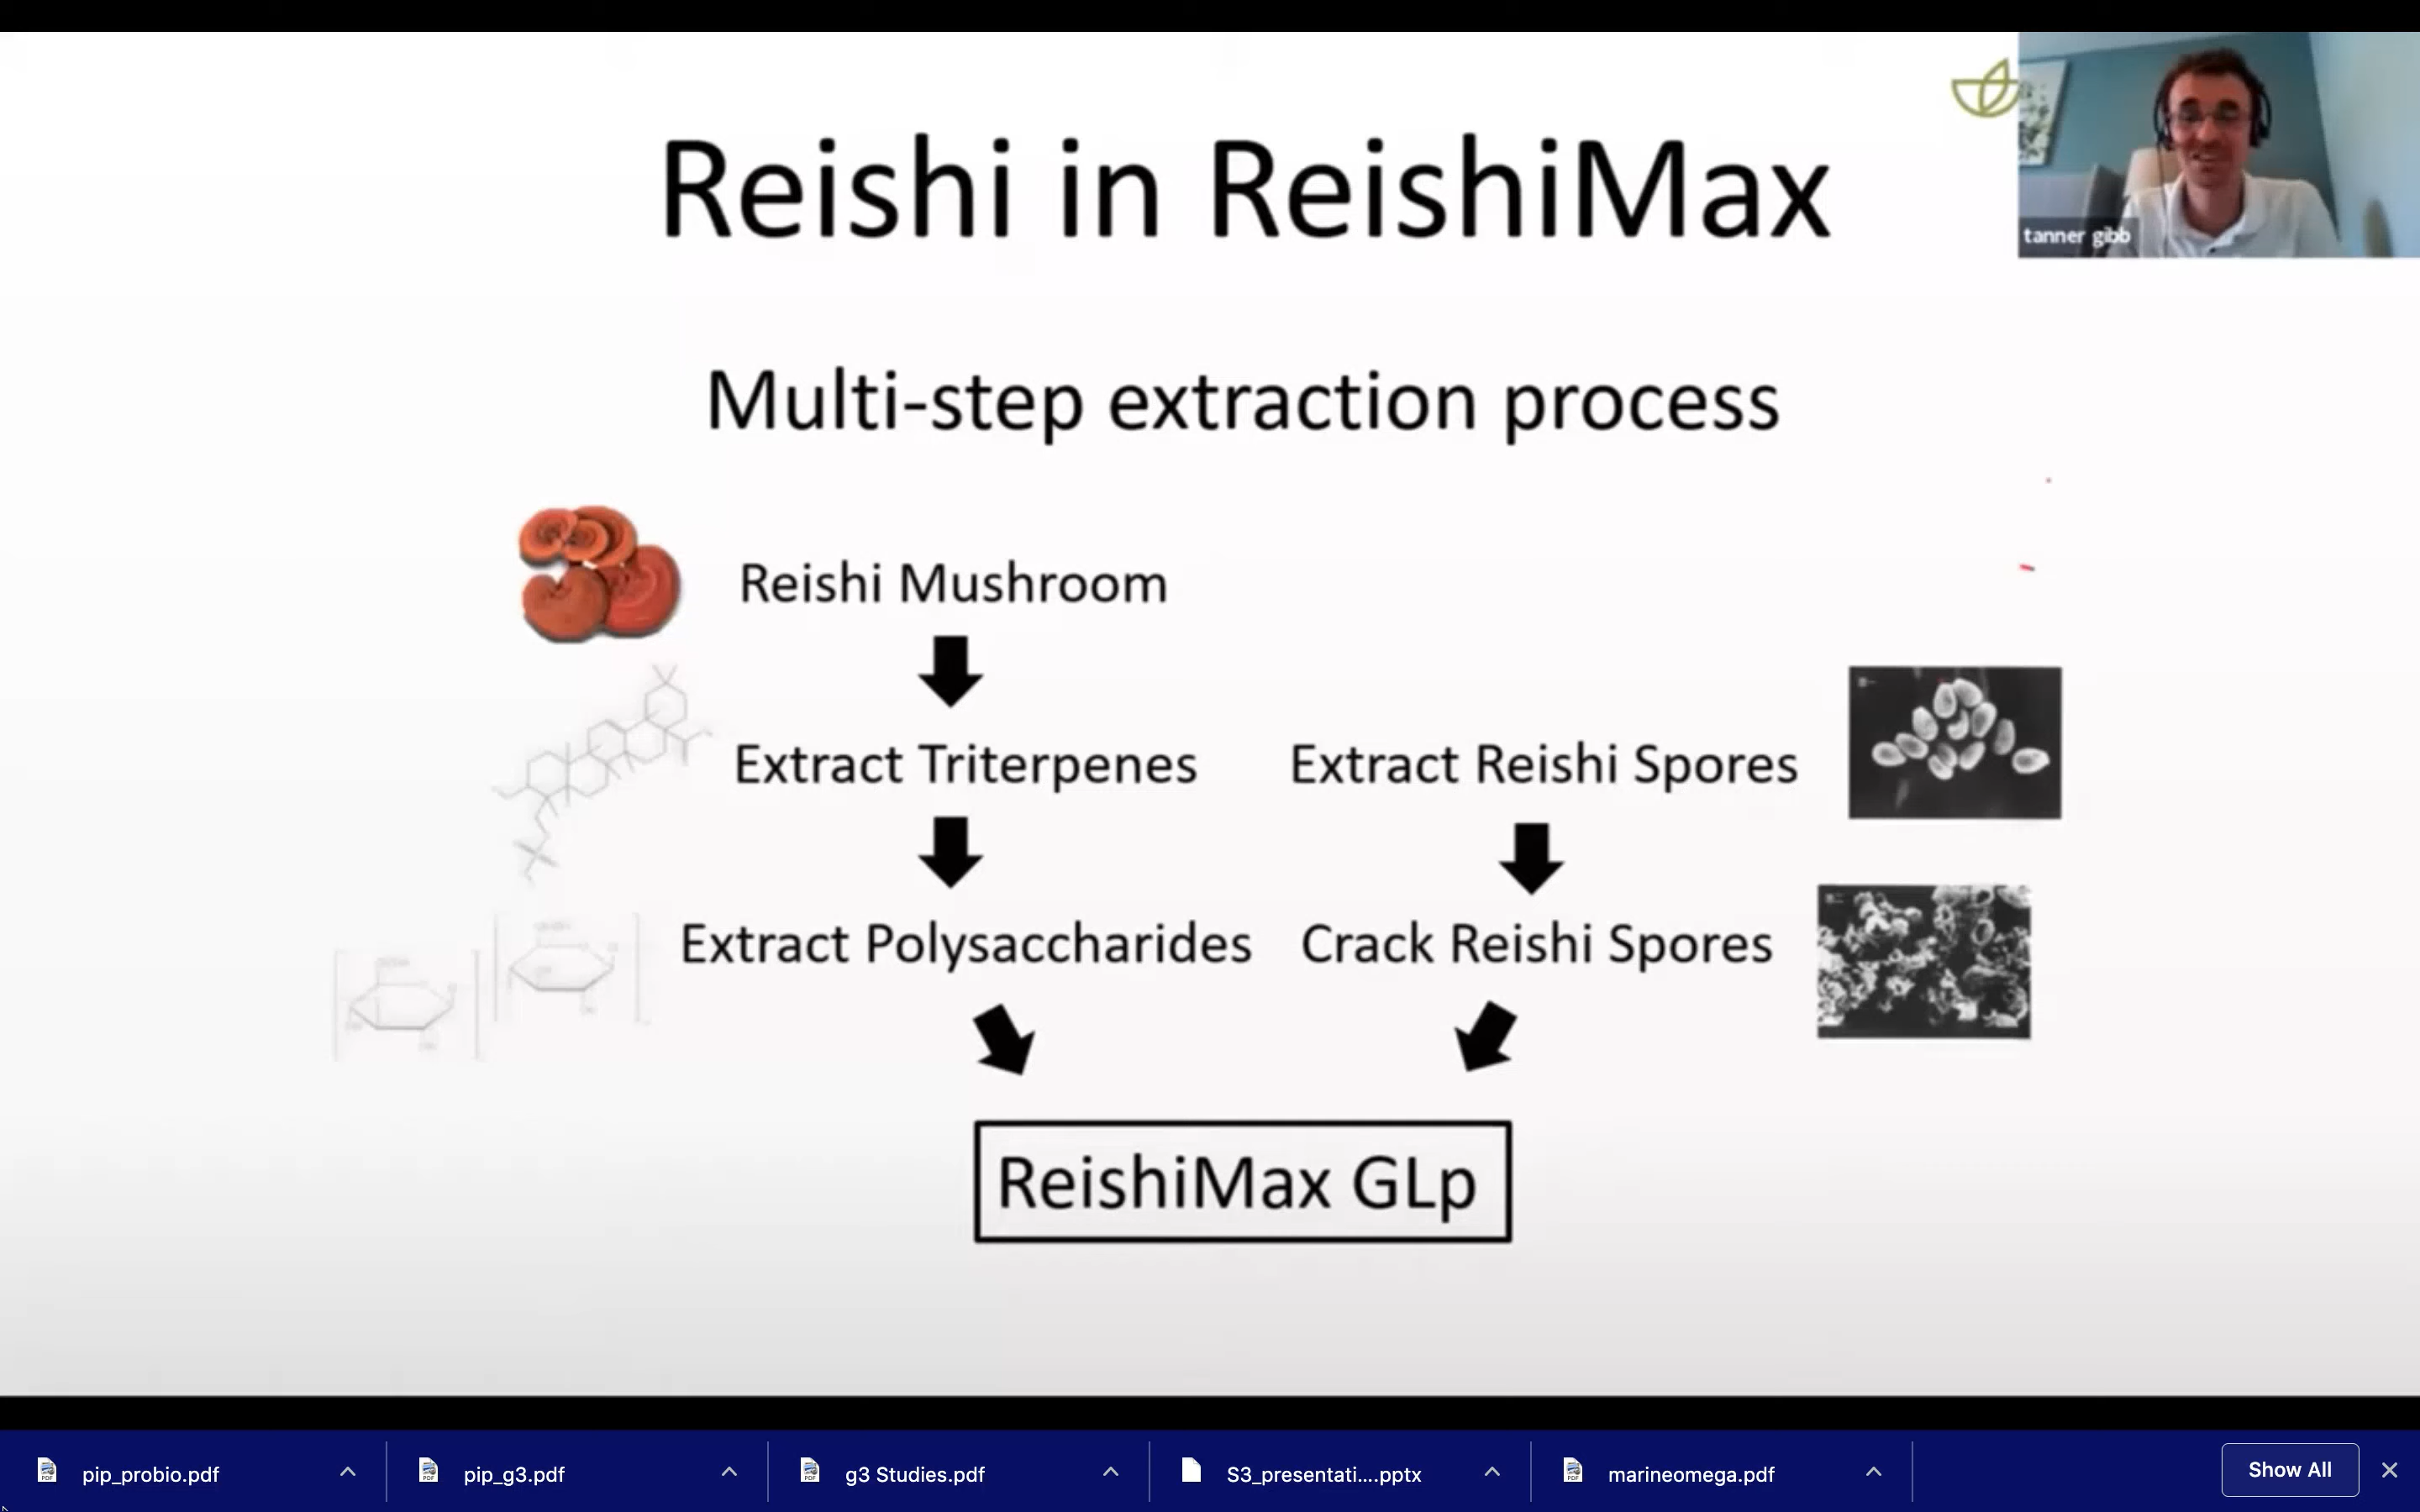 Reishi in ReishiMax
tanner gibb
Multi-step extraction process
Reishi Mushroom
Extract Triterpenes
Extract Reishi Spores
Extract Polysaccharides
Crack Reishi Spores
ReishiMax GLp
pip_probio.pdf
pip_g3.pdf
g3 Studies.pdf
S3_presentati....pptx
marineomega.pdf
Show All